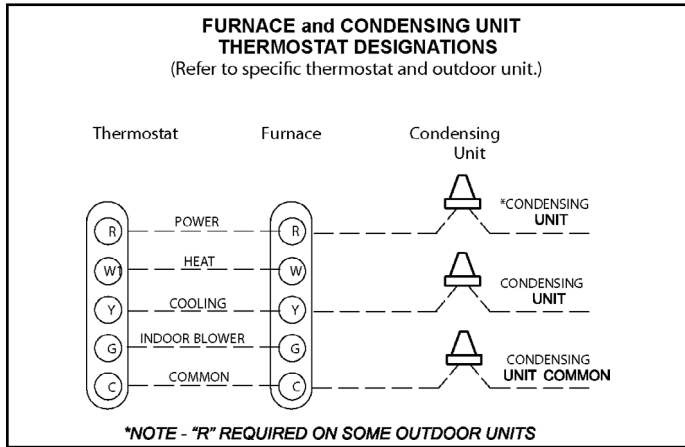 FURNACE and CONDENSING UNIT
THERMOSTAT DESIGNATIONS
(Refer to specific thermostat and outdoor unit.)
Thermostat Furnace Condensing
Unit
R POWER R *CONDENSING
UNIT
W1 HEAT W
Y COOLING Y CONDENSING
UNIT
G INDOOR BLOWER G
C COMMON C CONDENSING
UNIT COMMON
*NOTE - "R" REQUIRED ON SOME OUTDOOR UNITS